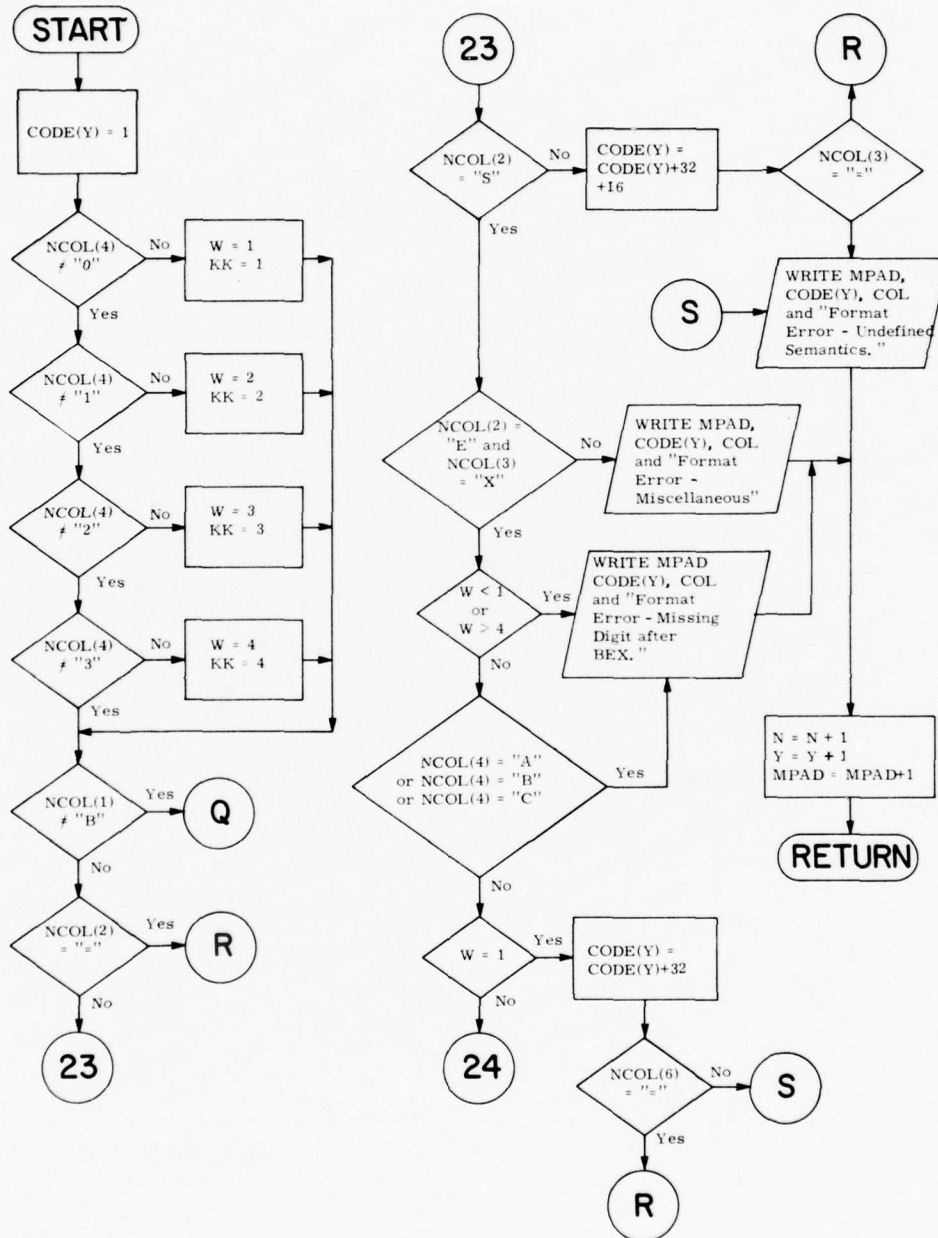 START
CODE(Y) = 1
NCOL(4)
≠ "0"
No
W = 1
KK = 1
Yes
NCOL(4)
≠ "1"
No
W = 2
KK = 2
Yes
NCOL(4)
≠ "2"
No
W = 3
KK = 3
Yes
NCOL(4)
≠ "3"
No
W = 4
KK = 4
Yes
NCOL(1)
≠ "B"
Yes
Q
No
NCOL(2)
= "="
Yes
R
No
23
23
NCOL(2)
= "S"
No
CODE(Y) =
CODE(Y)+32
+16
NCOL(3)
= "="
R
Yes
S
WRITE MPAD,
CODE(Y), COL
and "Format
Error - Undefined
Semantics."
NCOL(2) =
"E" and
NCOL(3)
= "X"
No
WRITE MPAD,
CODE(Y), COL
and "Format
Error -
Miscellaneous"
Yes
W < 1
or
W > 4
Yes
WRITE MPAD
CODE(Y), COL
and "Format
Error - Missing
Digit after
BEX."
No
NCOL(4) = "A"
or NCOL(4) = "B"
or NCOL(4) = "C"
Yes
N = N + 1
Y = Y + 1
MPAD = MPAD+1
RETURN
No
W = 1
Yes
CODE(Y) =
CODE(Y)+32
No
24
NCOL(6)
= "="
No
S
Yes
R